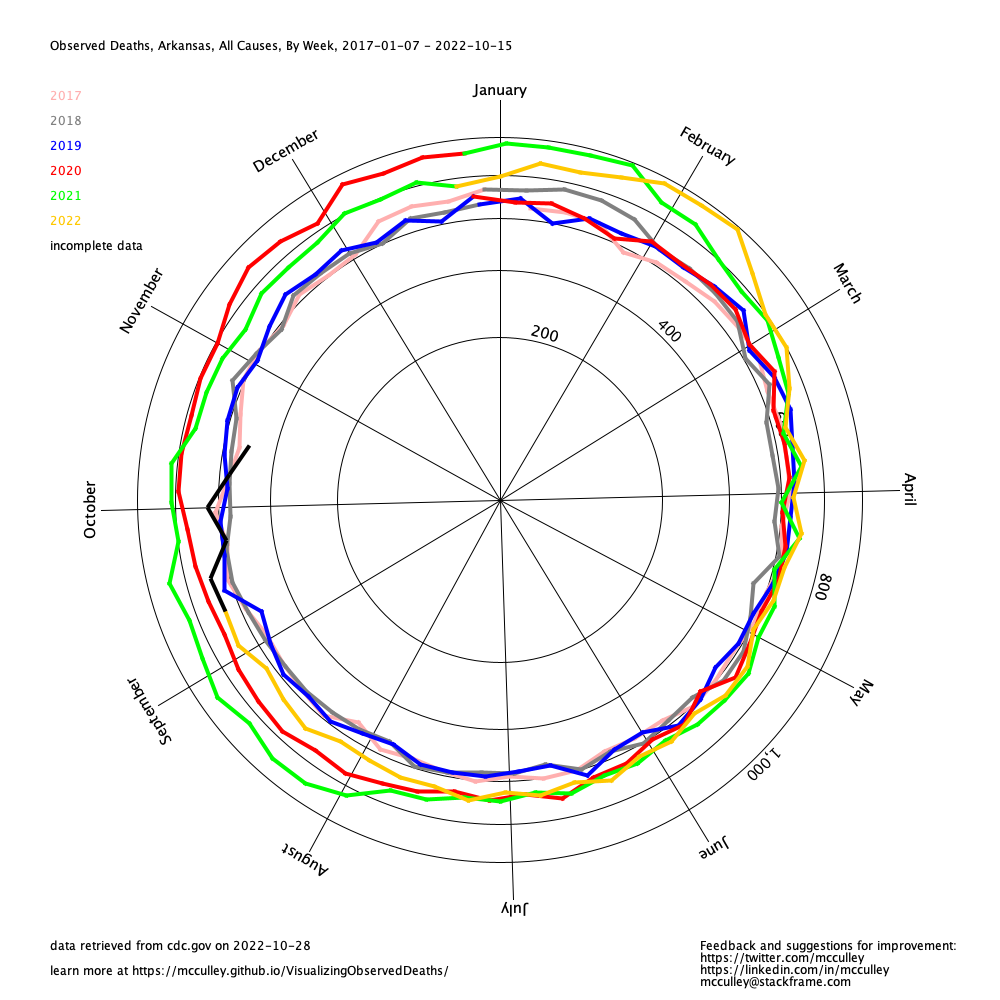 Observed Deaths, Arkansas, All Causes, By Week, 2017-01-07 - 2022-10-15
January
2017
2018
2019
2020
2021
2022
incomplete data
December
February
November
March
200
400
October
April
800
September
May
1,000
August
June
July
data retrieved from cdc.gov on 2022-10-28
learn more at https://mcculley.github.io/VisualizingObservedDeaths/
Feedback and suggestions for improvement:
https://twitter.com/mcculley
https://linkedin.com/in/mcculley
mcculley@stackframe.com